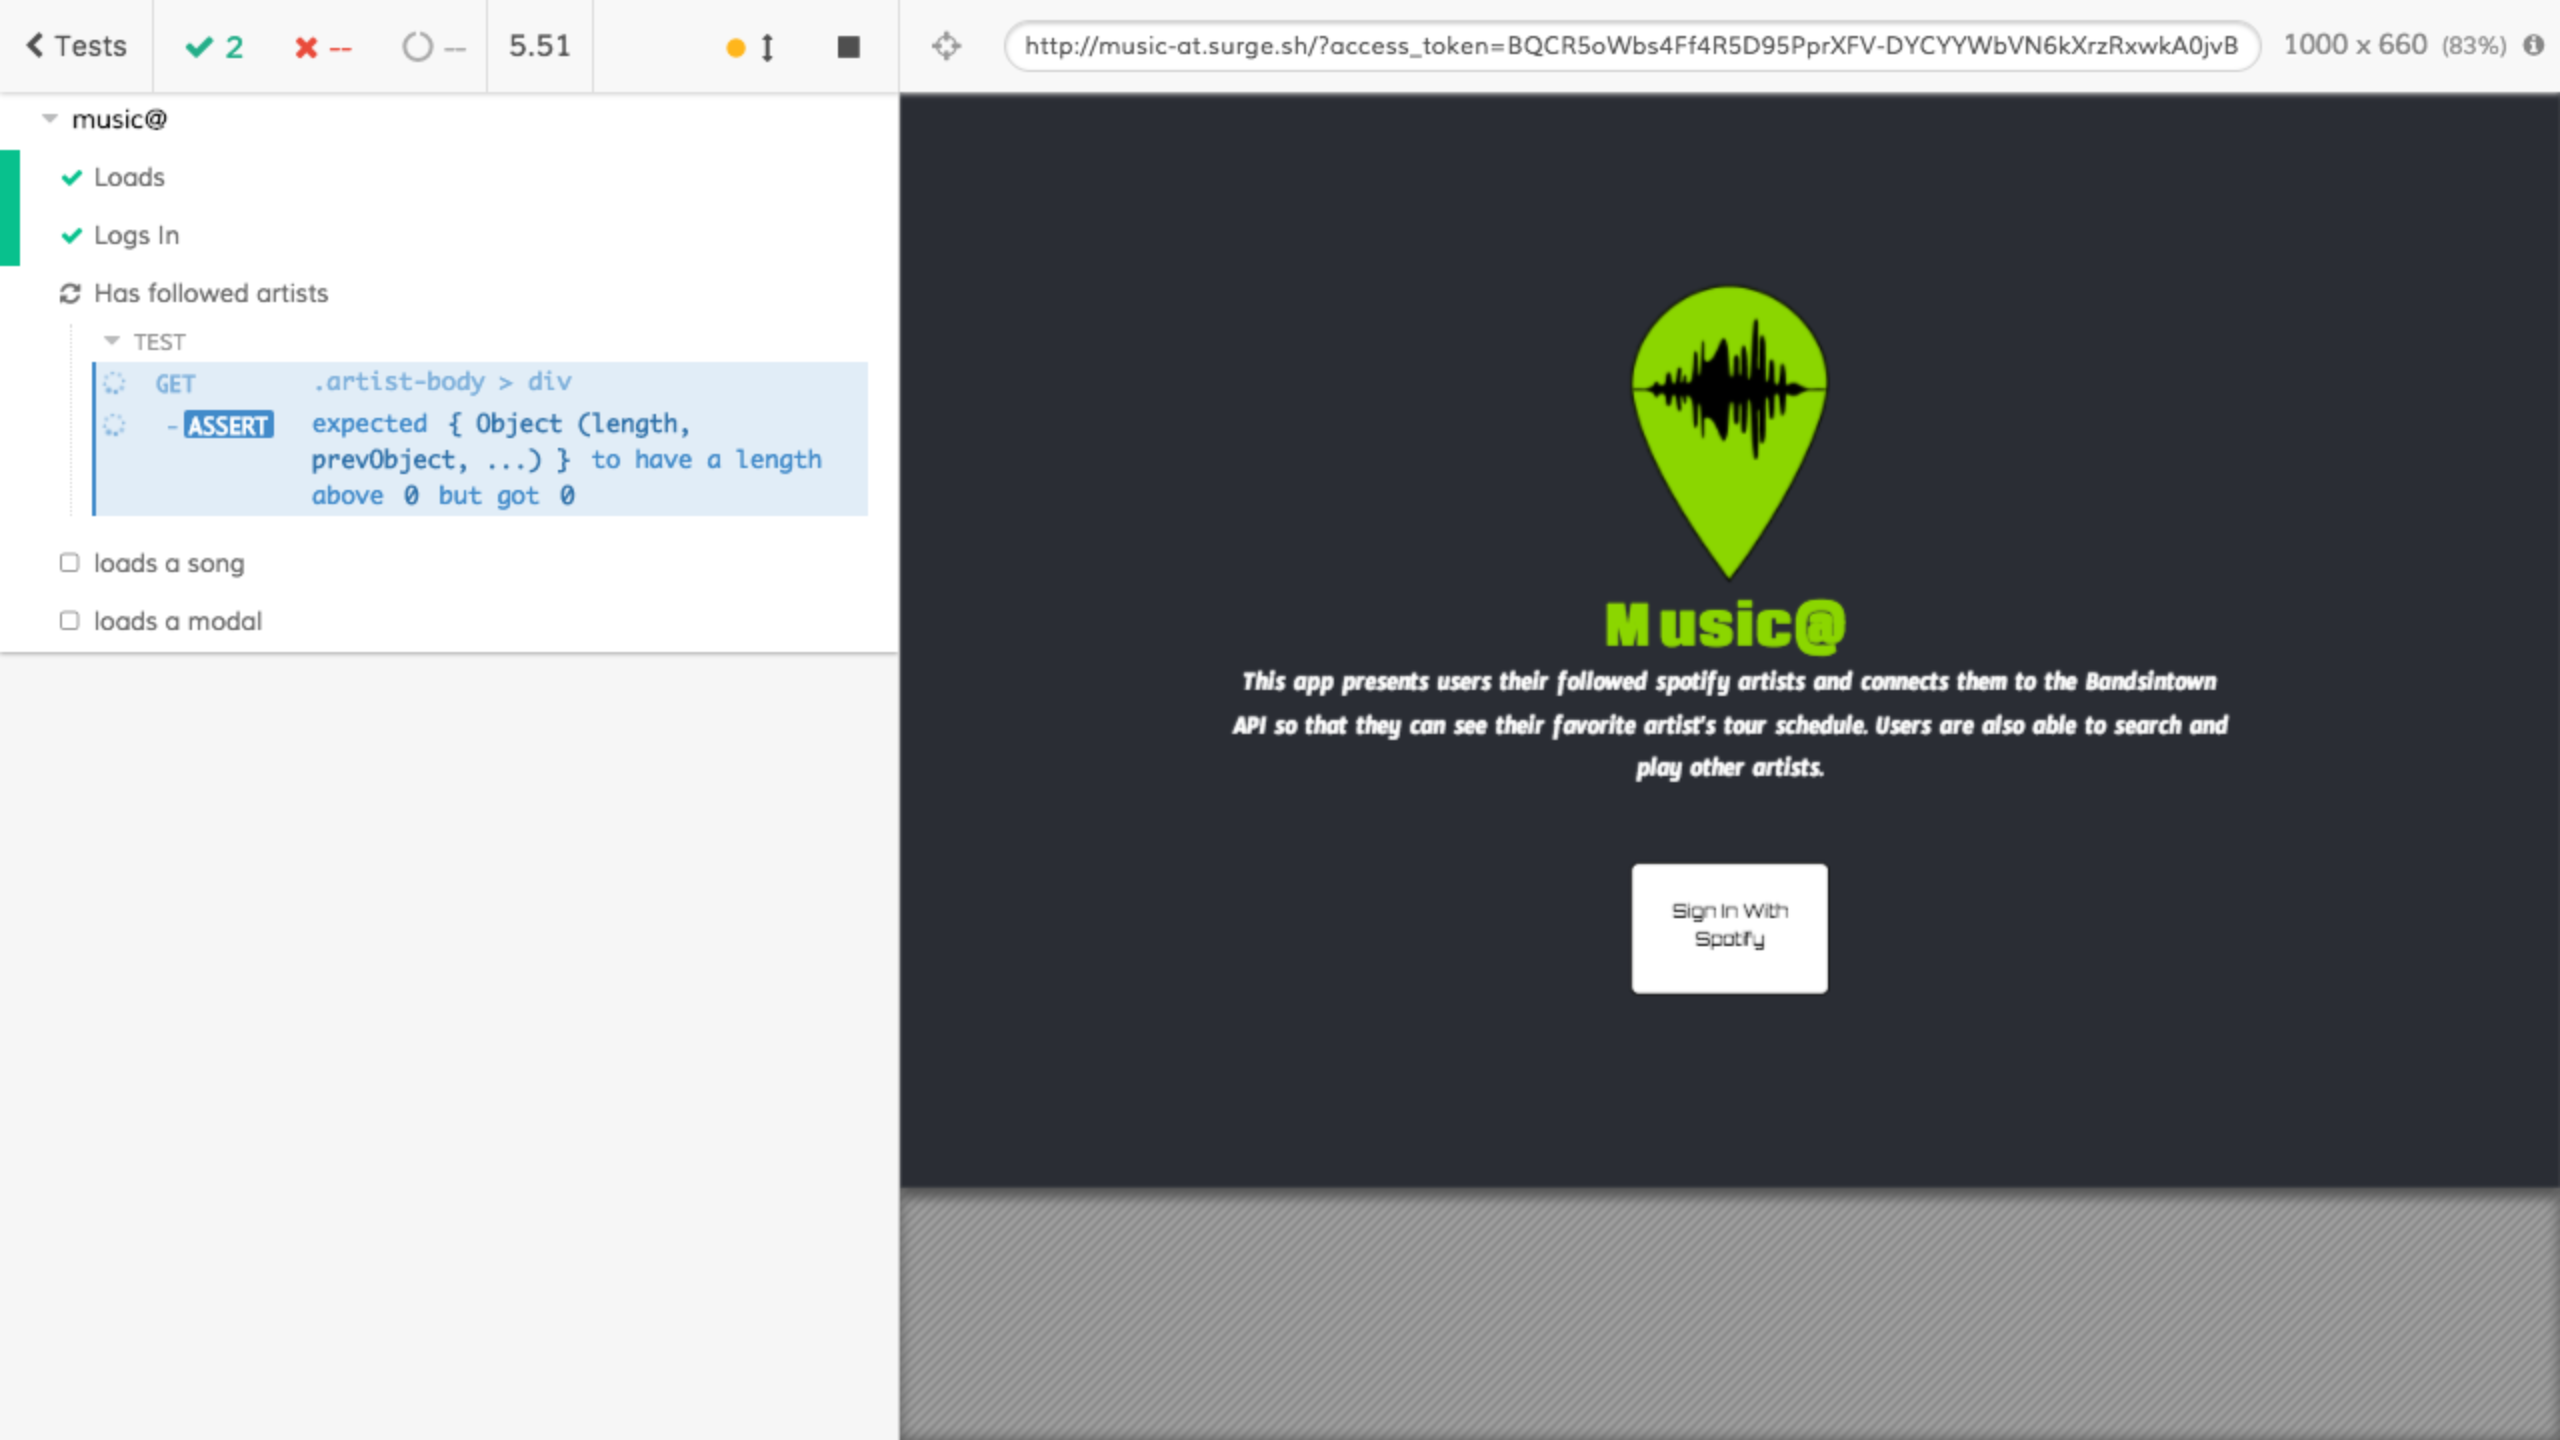 Tests
2
--
--
5.51
http://music-at.surge.sh/?access_token=BQCR5oWbs4Ff4R5D95PprXFV-DYCYYWbVN6kXrzRxwkA0jvB
1000 x 660 (83%)
music@
Loads
Logs In
Has followed artists
TEST
GET .artist-body > div
-ASSERT expected { Object (length,
prevObject, ...) } to have a length
above 0 but got 0
loads a song
loads a modal
Music@
This app presents users their followed spotify artists and connects them to the Bandsintown
API so that they can see their favorite artist's tour schedule. Users are also able to search and
play other artists.
Sign In With
Spotify